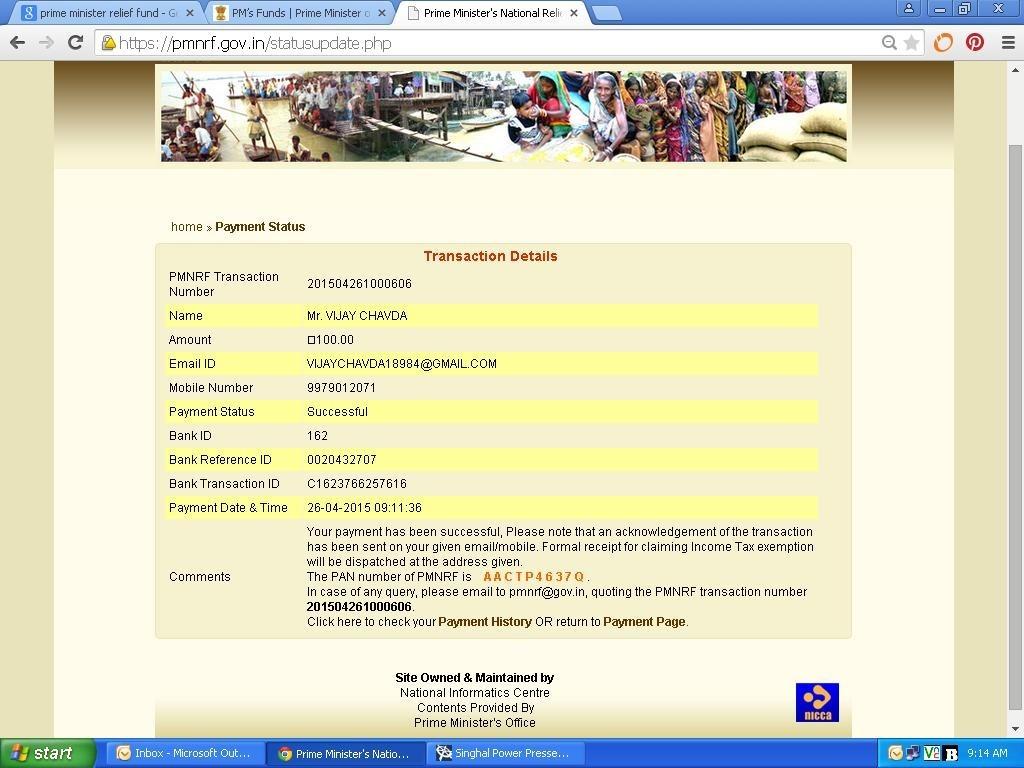 prime minister relief fund - G
PM's Funds | Prime Minister o
Prime Minister's National Reli
https://pmnrf.gov.in/statusupdate.php
home » Payment Status
Transaction Details
PMNRF Transaction Number 201504261000606
Name Mr. VIJAY CHAVDA
Amount □100.00
Email ID VIJAYCHAVDA18984@GMAIL.COM
Mobile Number 9979012071
Payment Status Successful
Bank ID 162
Bank Reference ID 0020432707
Bank Transaction ID C1623766257616
Payment Date & Time 26-04-2015 09:11:36
Comments
Your payment has been successful, Please note that an acknowledgement of the transaction
has been sent on your given email/mobile. Formal receipt for claiming Income Tax exemption
will be dispatched at the address given.
The PAN number of PMNRF is A A C T P 4 6 3 7 Q .
In case of any query, please email to pmnrf@gov.in, quoting the PMNRF transaction number
201504261000606.
Click here to check your Payment History OR return to Payment Page.
Site Owned & Maintained by
National Informatics Centre
Contents Provided By
Prime Minister's Office
nicca
start
Inbox - Microsoft Out...
Prime Minister's Natio...
Singhal Power Presse...
9:14 AM